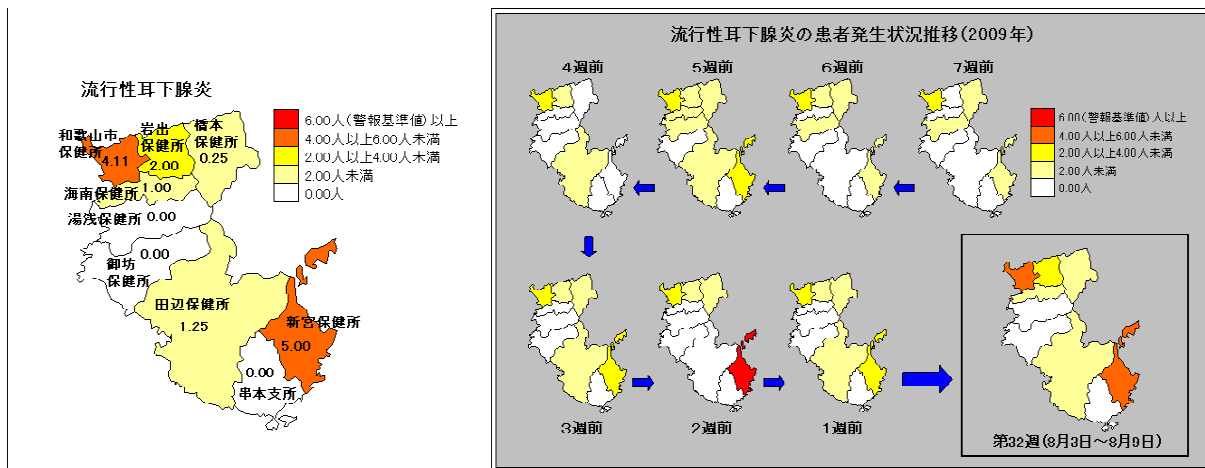 流行性耳下腺炎
6.00人(警報基準値)以上
4.00人以上6.00人未満
2.00人以上4.00人未満
2.00人未満
0.00人
和歌山市
保健所
4.11
岩出
保健所
2.00
橋本
保健所
0.25
海南保健所
1.00
湯浅保健所
0.00
御坊
保健所
0.00
田辺保健所
1.25
新宮保健所
5.00
0.00
串本支所
流行性耳下腺炎の患者発生状況推移(2009年)
4週前
5週前
6週前
7週前
6.00(警報基準値)人以上
4.00人以上6.00人未満
2.00人以上4.00人未満
2.00人未満
0.00人
3週前
2週前
1週前
第32週(8月3日～8月9日)